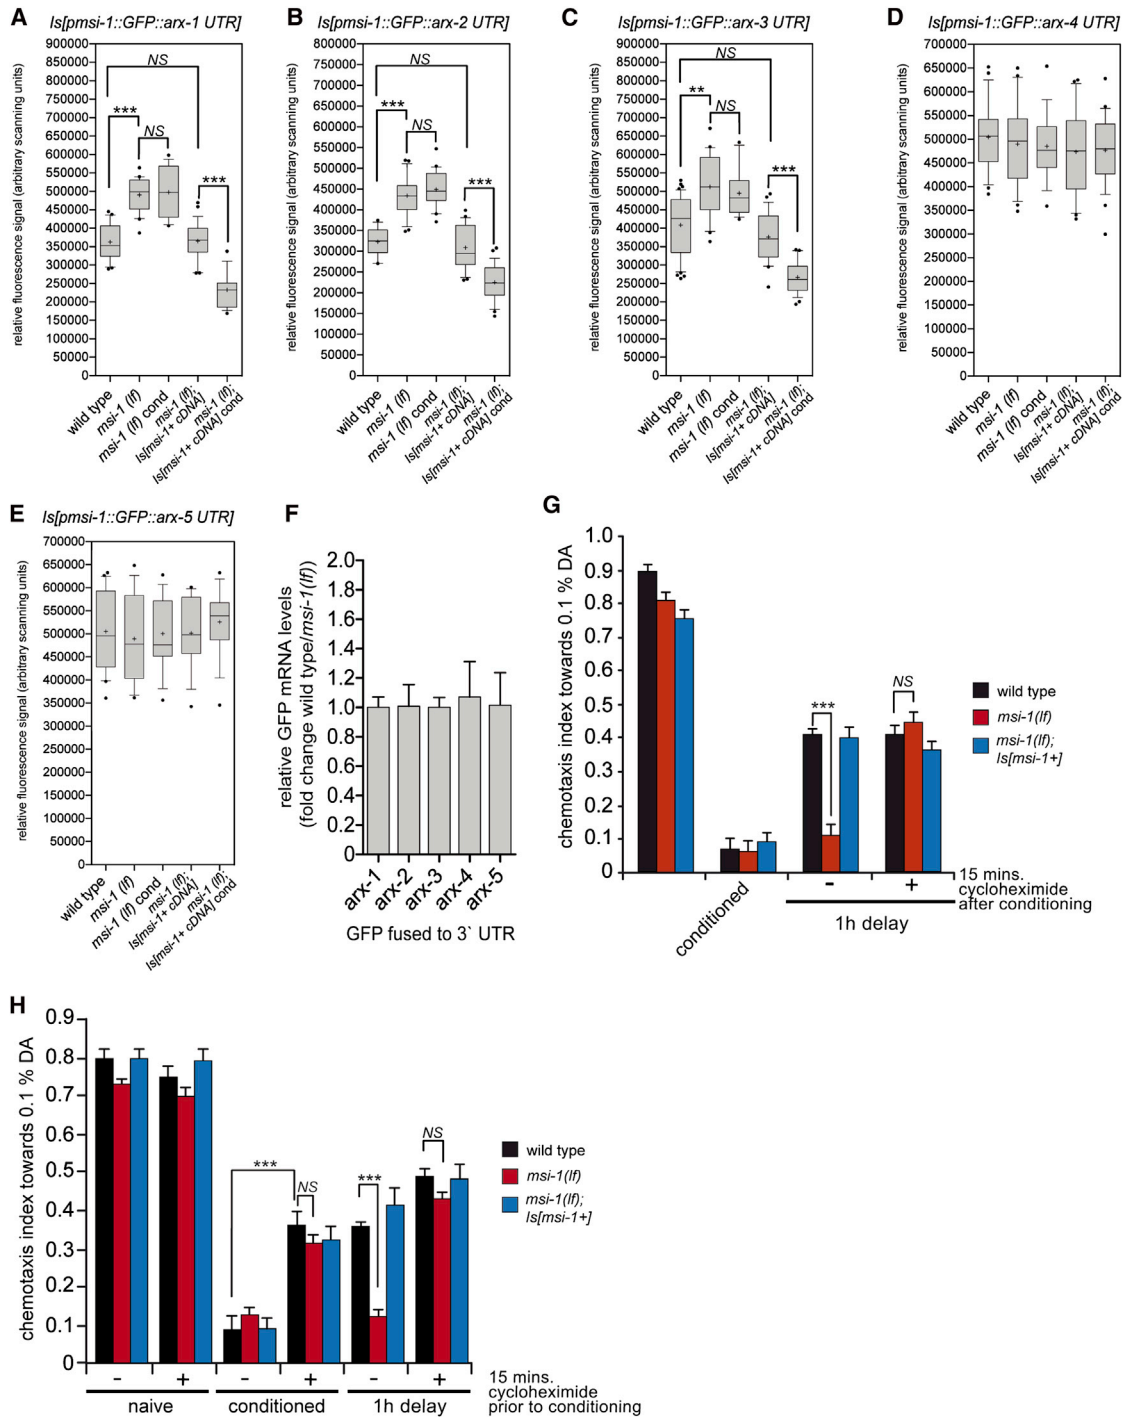 A
Is[pmsi-1::GFP::arx-1 UTR]
relative fluorescence signal (arbitrary scanning units)
900000
850000
800000
750000
700000
650000
600000
550000
500000
450000
400000
350000
300000
250000
200000
150000
100000
50000
0
NS
***
NS
***
wild type
msi-1 (lf)
msi-1 (lf) cond
msi-1 (lf);
Is[msi-1+ cDNA]
msi-1 (lf);
Is[msi-1+ cDNA] cond
B
Is[pmsi-1::GFP::arx-2 UTR]
relative fluorescence signal (arbitrary scanning units)
800000
750000
700000
650000
600000
550000
500000
450000
400000
350000
300000
250000
200000
150000
100000
50000
0
NS
***
NS
***
wild type
msi-1 (lf)
msi-1 (lf) cond
msi-1 (lf);
Is[msi-1+ cDNA]
msi-1 (lf);
Is[msi-1+ cDNA] cond
C
Is[pmsi-1::GFP::arx-3 UTR]
relative fluorescence signal (arbitrary scanning units)
900000
850000
800000
750000
700000
650000
600000
550000
500000
450000
400000
350000
300000
250000
200000
150000
100000
50000
0
NS
**
NS
***
wild type
msi-1 (lf)
msi-1 (lf) cond
msi-1 (lf);
Is[msi-1+ cDNA]
msi-1 (lf);
Is[msi-1+ cDNA] cond
D
Is[pmsi-1::GFP::arx-4 UTR]
relative fluorescence signal (arbitrary scanning units)
700000
650000
600000
550000
500000
450000
400000
350000
300000
250000
200000
150000
100000
50000
0
wild type
msi-1 (lf)
msi-1 (lf) cond
msi-1 (lf);
Is[msi-1+ cDNA]
msi-1 (lf);
Is[msi-1+ cDNA] cond
E
Is[pmsi-1::GFP::arx-5 UTR]
relative fluorescence signal (arbitrary scanning units)
700000
650000
600000
550000
500000
450000
400000
350000
300000
250000
200000
150000
100000
50000
0
wild type
msi-1 (lf)
msi-1 (lf) cond
msi-1 (lf);
Is[msi-1+ cDNA]
msi-1 (lf);
Is[msi-1+ cDNA] cond
F
relative GFP mRNA levels
(fold change wild type/msi-1(lf))
2.0
1.8
1.6
1.4
1.2
1.0
0.8
0.6
0.4
0.2
0
arx-1
arx-2
arx-3
arx-4
arx-5
GFP fused to 3` UTR
G
chemotaxis index towards 0.1 % DA
1.0
0.9
0.8
0.7
0.6
0.5
0.4
0.3
0.2
0.1
0
***
NS
wild type
msi-1(lf)
msi-1(lf);
Is[msi-1+]
conditioned
- +
15 mins.
cycloheximide
after conditioning
1h delay
H
chemotaxis index towards 0.1 % DA
0.9
0.8
0.7
0.6
0.5
0.4
0.3
0.2
0.1
0
***
NS
***
NS
wild type
msi-1(lf)
msi-1(lf);
Is[msi-1+]
- + - + - +
15 mins.
cycloheximide
prior to conditioning
naive
conditioned
1h delay